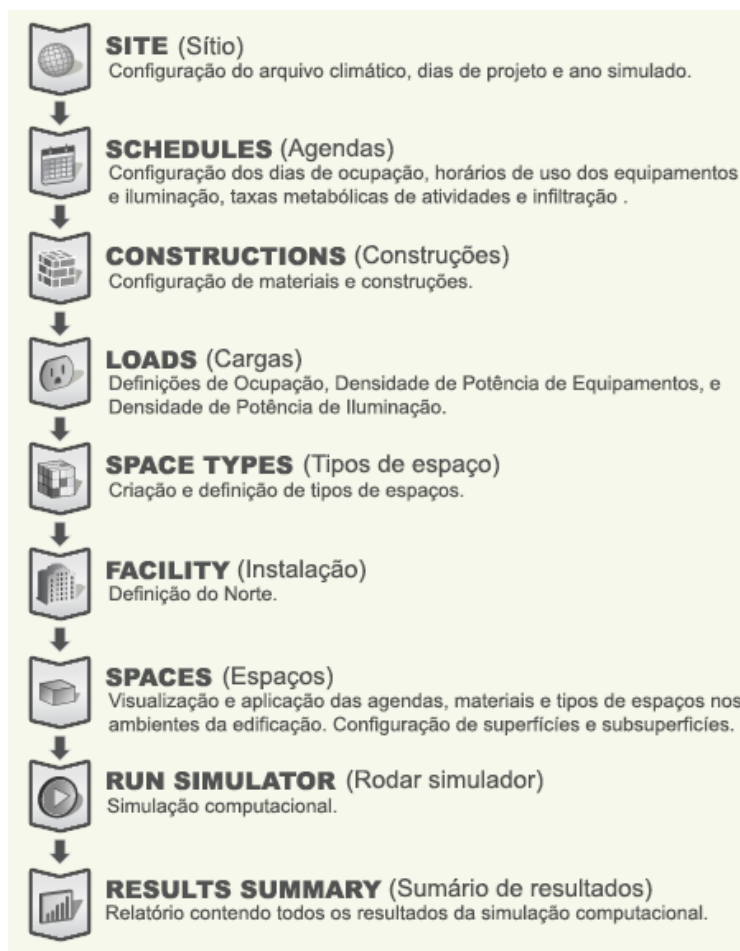 SITE (Sítio)
Configuração do arquivo climático, dias de projeto e ano simulado.
SCHEDULES (Agendas)
Configuração dos dias de ocupação, horários de uso dos equipamentos
e iluminação, taxas metabólicas de atividades e infiltração .
CONSTRUCTIONS (Construções)
Configuração de materiais e construções.
LOADS (Cargas)
Definições de Ocupação, Densidade de Potência de Equipamentos, e
Densidade de Potência de Iluminação.
SPACE TYPES (Tipos de espaço)
Criação e definição de tipos de espaços.
FACILITY (Instalação)
Definição do Norte.
SPACES (Espaços)
Visualização e aplicação das agendas, materiais e tipos de espaços nos
ambientes da edificação. Configuração de superfícies e subsuperficíes.
RUN SIMULATOR (Rodar simulador)
Simulação computacional.
RESULTS SUMMARY (Sumário de resultados)
Relatório contendo todos os resultados da simulação computacional.